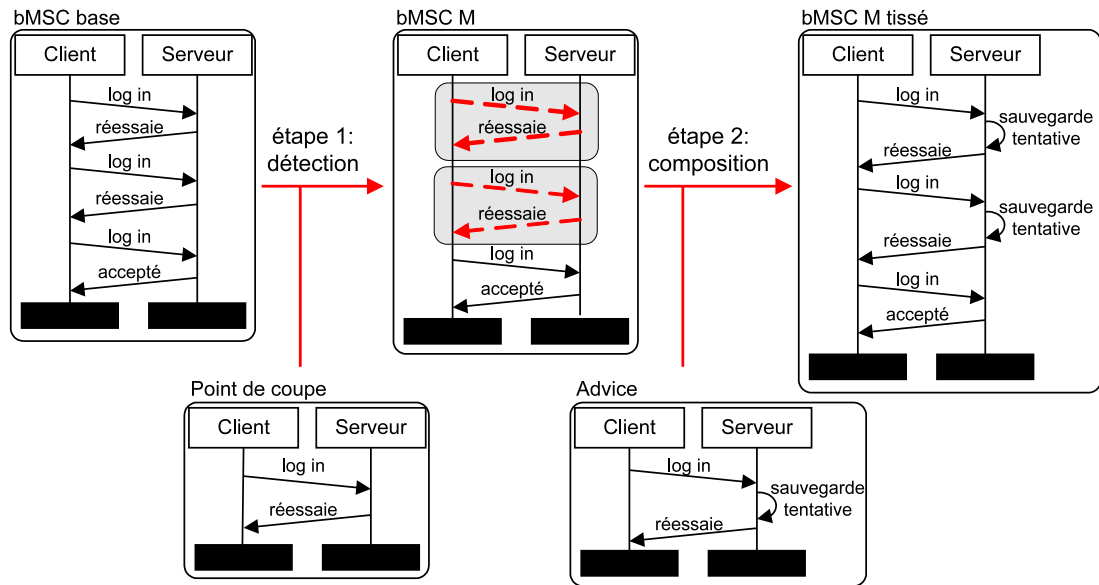 bMSC base
Client
Serveur
log in
réessaie
log in
réessaie
log in
accepté
étape 1:
détection
bMSC M
log in
réessaie
log in
réessaie
log in
accepté
étape 2:
composition
bMSC M tissé
Client
Serveur
Client
Serveur
log in
sauvegarde
tentative
réessaie
log in
sauvegarde
tentative
réessaie
log in
accepté
Point de coupe
Client
Serveur
log in
réessaie
Advice
Client
Serveur
log in
sauvegarde
tentative
réessaie